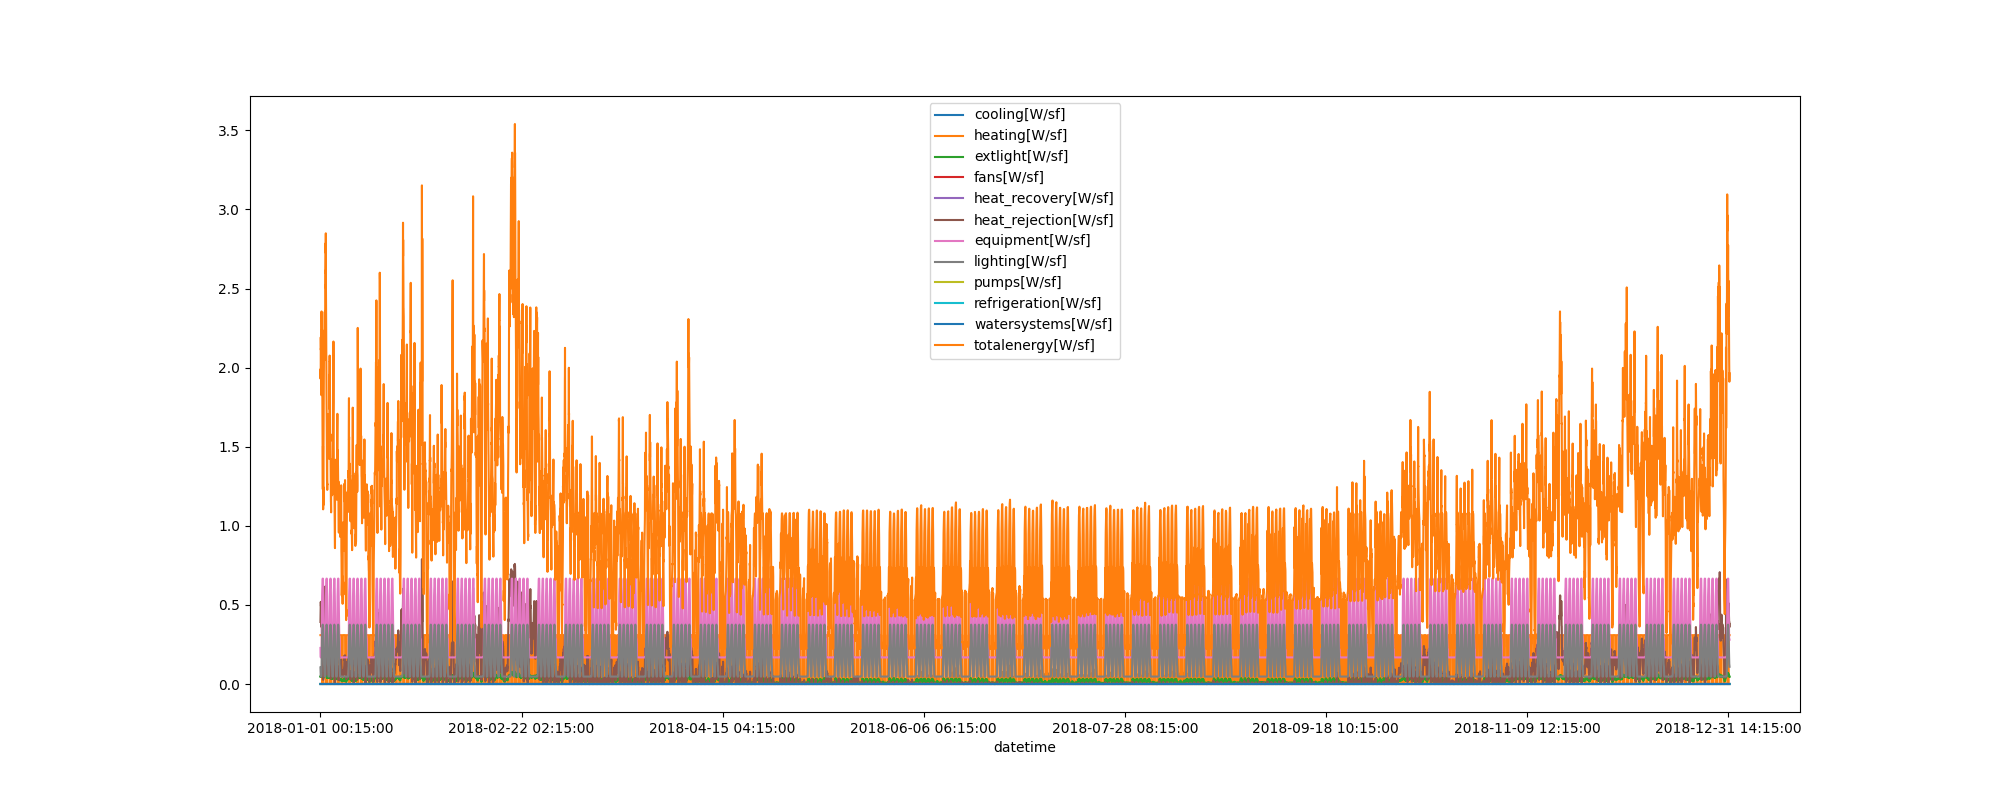 3.5
3.0
2.5
2.0
1.5
1.0
0.5
0.0
cooling[W/sf]
heating[W/sf]
extlight[W/sf]
fans[W/sf]
heat_recovery[W/sf]
heat_rejection[W/sf]
equipment[W/sf]
lighting[W/sf]
pumps[W/sf]
refrigeration[W/sf]
watersystems[W/sf]
totalenergy[W/sf]
2018-01-01 00:15:00 2018-02-22 02:15:00 2018-04-15 04:15:00 2018-06-06 06:15:00 2018-07-28 08:15:00 2018-09-18 10:15:00 2018-11-09 12:15:00 2018-12-31 14:15:00
datetime